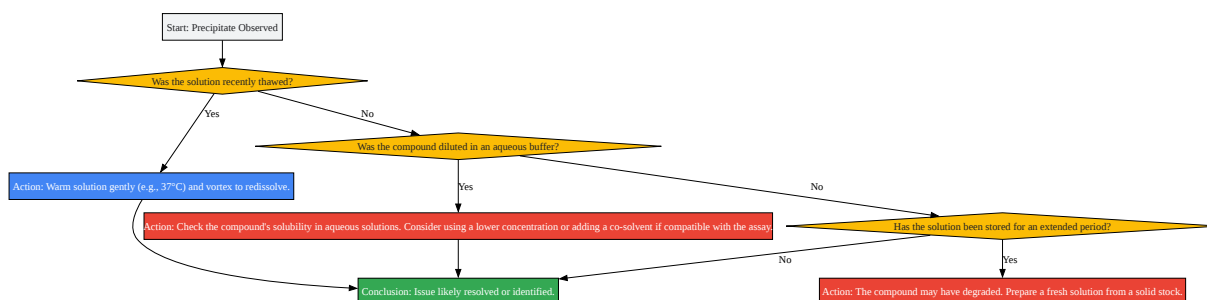 Start: Precipitate Observed
Was the solution recently thawed?
Yes
No
Was the compound diluted in an aqueous buffer?
Action: Warm solution gently (e.g., 37°C) and vortex to redissolve.
Yes
No
Action: Check the compound's solubility in aqueous solutions. Consider using a lower concentration or adding a co-solvent if compatible with the assay.
Has the solution been stored for an extended period?
No
Yes
Conclusion: Issue likely resolved or identified.
Action: The compound may have degraded. Prepare a fresh solution from a solid stock.